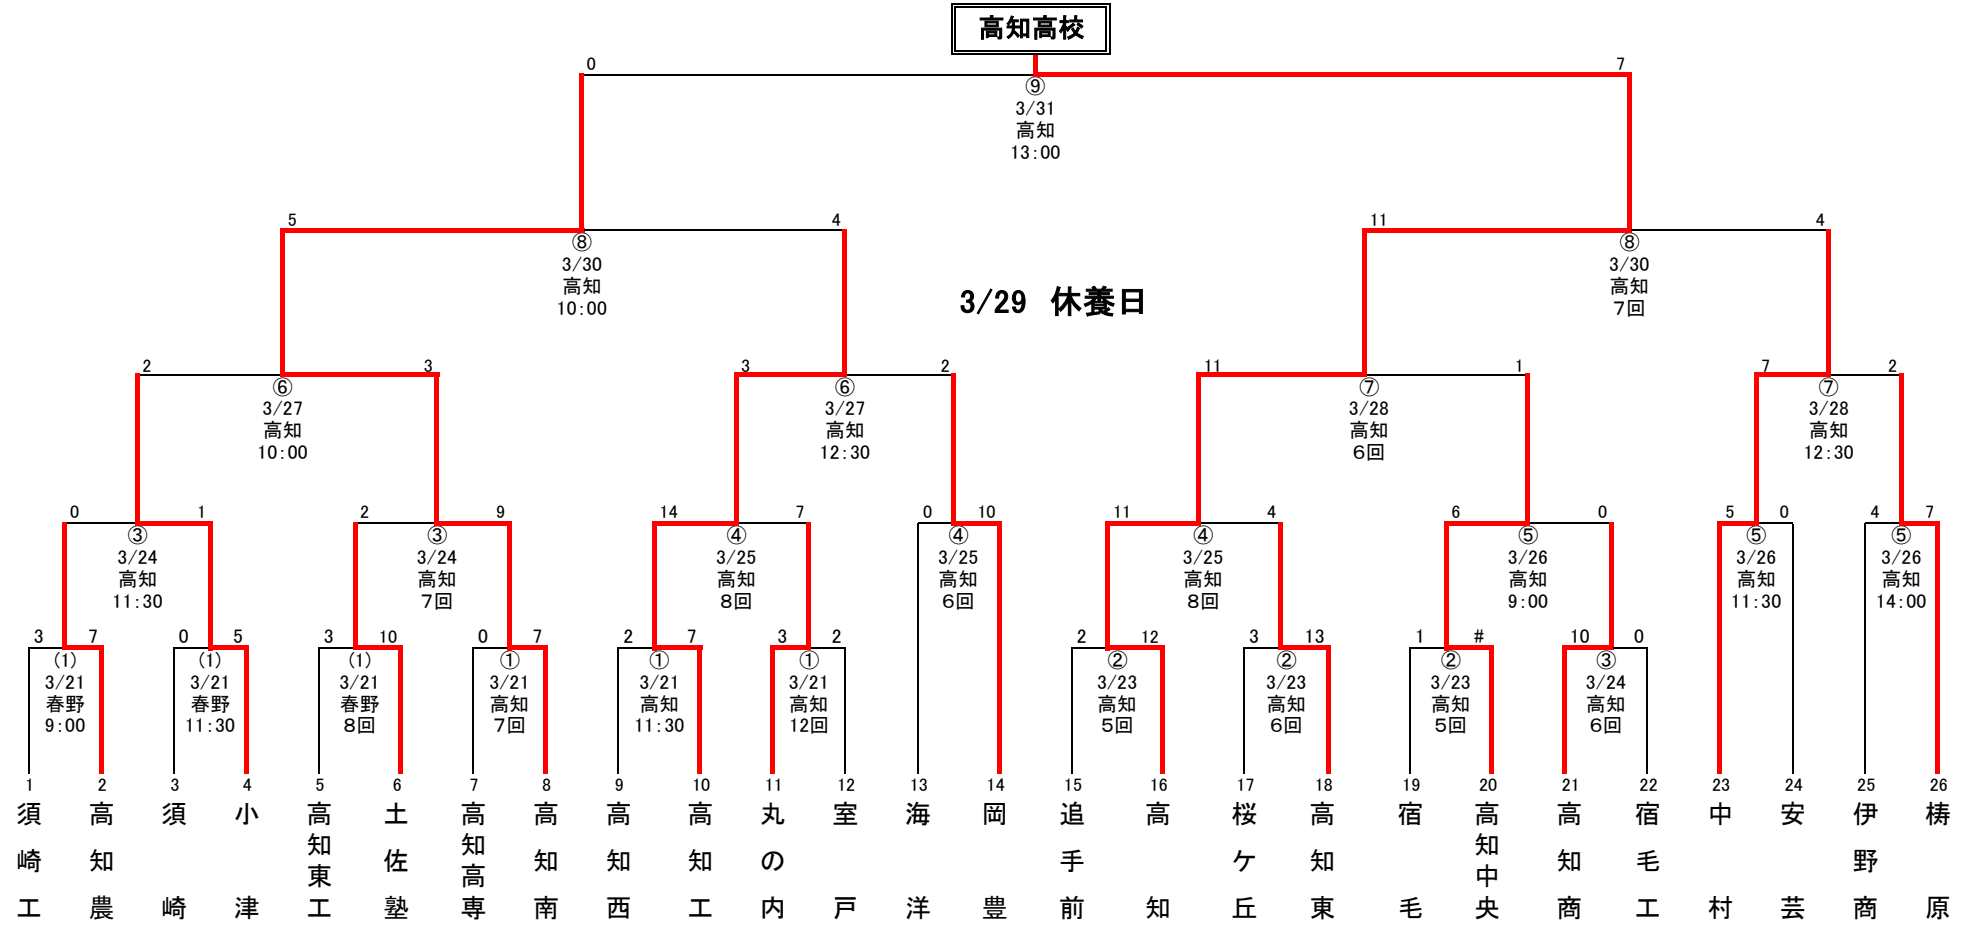 高知高校
0 7
⑨
3/31
高知
13:00
5 4 11 4
⑧ ⑧
3/30 3/30
高知 高知
10:00 7回
3/29 休養日
2 3 3 2 11 1 7 2
⑥ ⑥ ⑦ ⑦
3/27 3/27 3/28 3/28
高知 高知 高知 高知
10:00 12:30 6回 12:30
0 1 2 9 14 7 0 10 11 4 6 0 5 0 4 7
③ ③ ④ ④ ④ ⑤ ⑤ ⑤
3/24 3/24 3/25 3/25 3/25 3/26 3/26 3/26
高知 高知 高知 高知 高知 高知 高知 高知
11:30 7回 8回 6回 8回 9:00 11:30 14:00
3 7 0 5 3 10 0 7 2 7 3 2 2 12 3 13 1 # 10 0
(1) (1) (1) ① ① ① ② ② ② ③
3/21 3/21 3/21 3/21 3/21 3/21 3/23 3/23 3/23 3/24
春野 春野 春野 高知 高知 高知 高知 高知 高知 高知
9:00 11:30 8回 7回 11:30 12回 5回 6回 5回 6回
1 2 3 4 5 6 7 8 9 10 11 12 13 14 15 16 17 18 19 20 21 22 23 24 25 26
須崎工
高知農
須崎
小津
高知東工
土佐塾
高知高専
高知南
高知西
高知工
丸の内
室戸
海洋
岡豊
追手前
高知
桜ケ丘
高知東
宿毛
高知中央
高知商
宿毛工
中村
安芸
伊野商
梼原